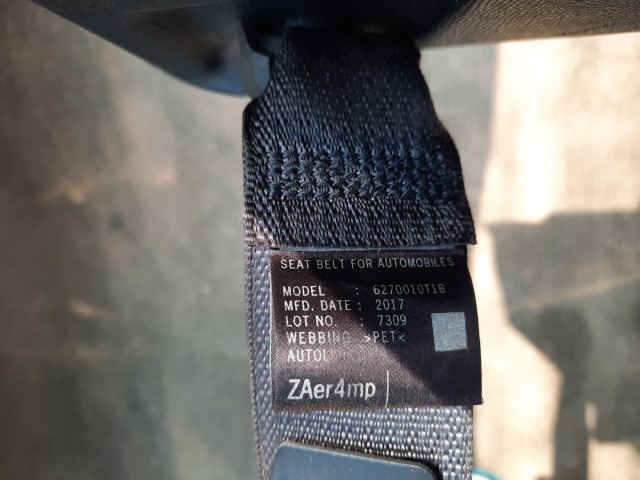 SEAT BELT FOR AUTOMOBILES
MODEL : 6270010T1B
MFD. DATE : 2017
LOT NO. : 7309
WEBBING >PET<
ZAer4mp